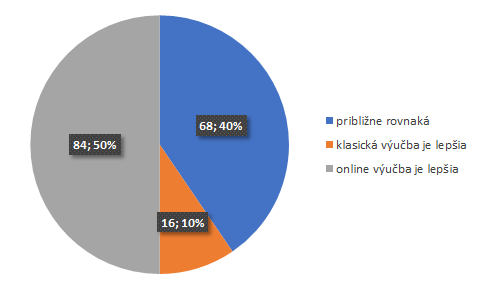 68; 40%
84; 50%
16; 10%
približne rovnaká
klasická výučba je lepšia
online výučba je lepšia